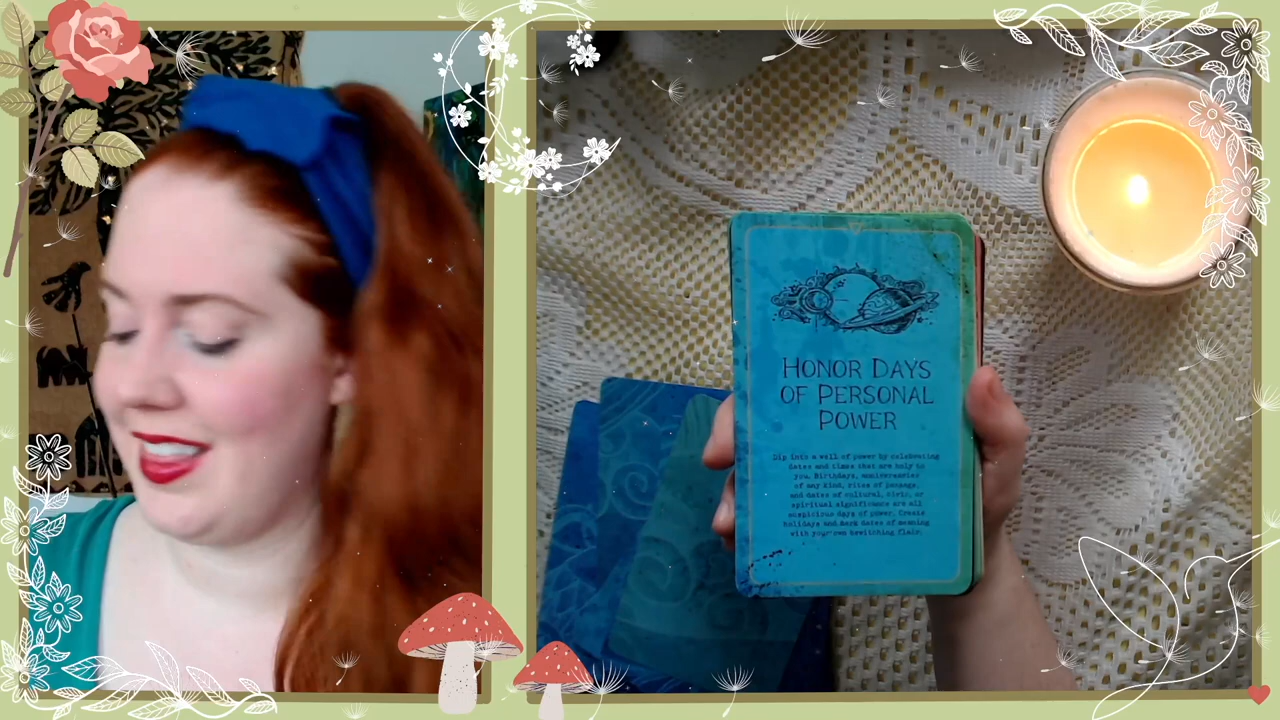 HONOR DAYS
OF PERSONAL
POWER
Dip into a well of power by celebrating
dates and times that are holy to
you. Birthdays, anniversaries
of any kind, rites of passage,
and dates of cultural, civic, or
spiritual significance are all
auspicious days of power. Create
holidays and mark dates of meaning
with your own bewitching flair.